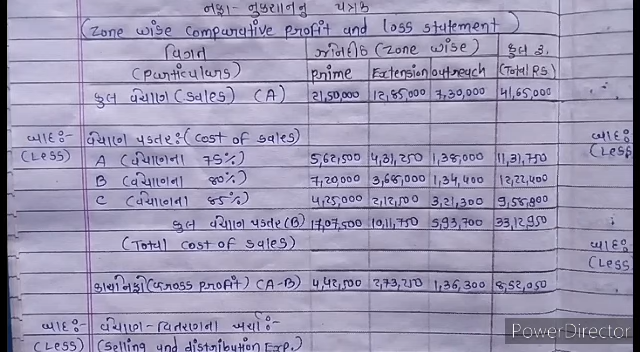 નફા-નુકસાનનું પત્રક
(Zone wise comparative profit and loss statement)
વિગત ઝોનદીઠ (Zone wise) કુલ રૂ.
(particulars) prime Extension outreach (Total RS)
કુલ વેચાણ (sales) (A) 21,50,000 12,85,000 7,30,000 41,65,000
બાદ:- વેચાણ પડતર: (cost of sales) બાદ:-
(Less) A (વેચાણના 75%) 5,62,500 4,31,250 1,38,000 11,31,750 (Less
B (વેચાણના 80%) 7,20,000 3,68,000 1,34,400 12,22,400
C (વેચાણના 85%) 4,25,000 2,12,500 3,21,300 9,58,800
કુલ વેચાણ પડતર (B) 17,07,500 10,11,750 5,93,700 33,12,950
(Total cost of sales) બાદ:-
(Less
કાચો નફો (Gross profit) (A-B) 4,42,500 2,73,250 1,36,300 8,52,050
બાદ:- વેચાણ-વિતરણના ખર્ચા:-
(LESS) (Selling and distribution Exp.)
PowerDirector